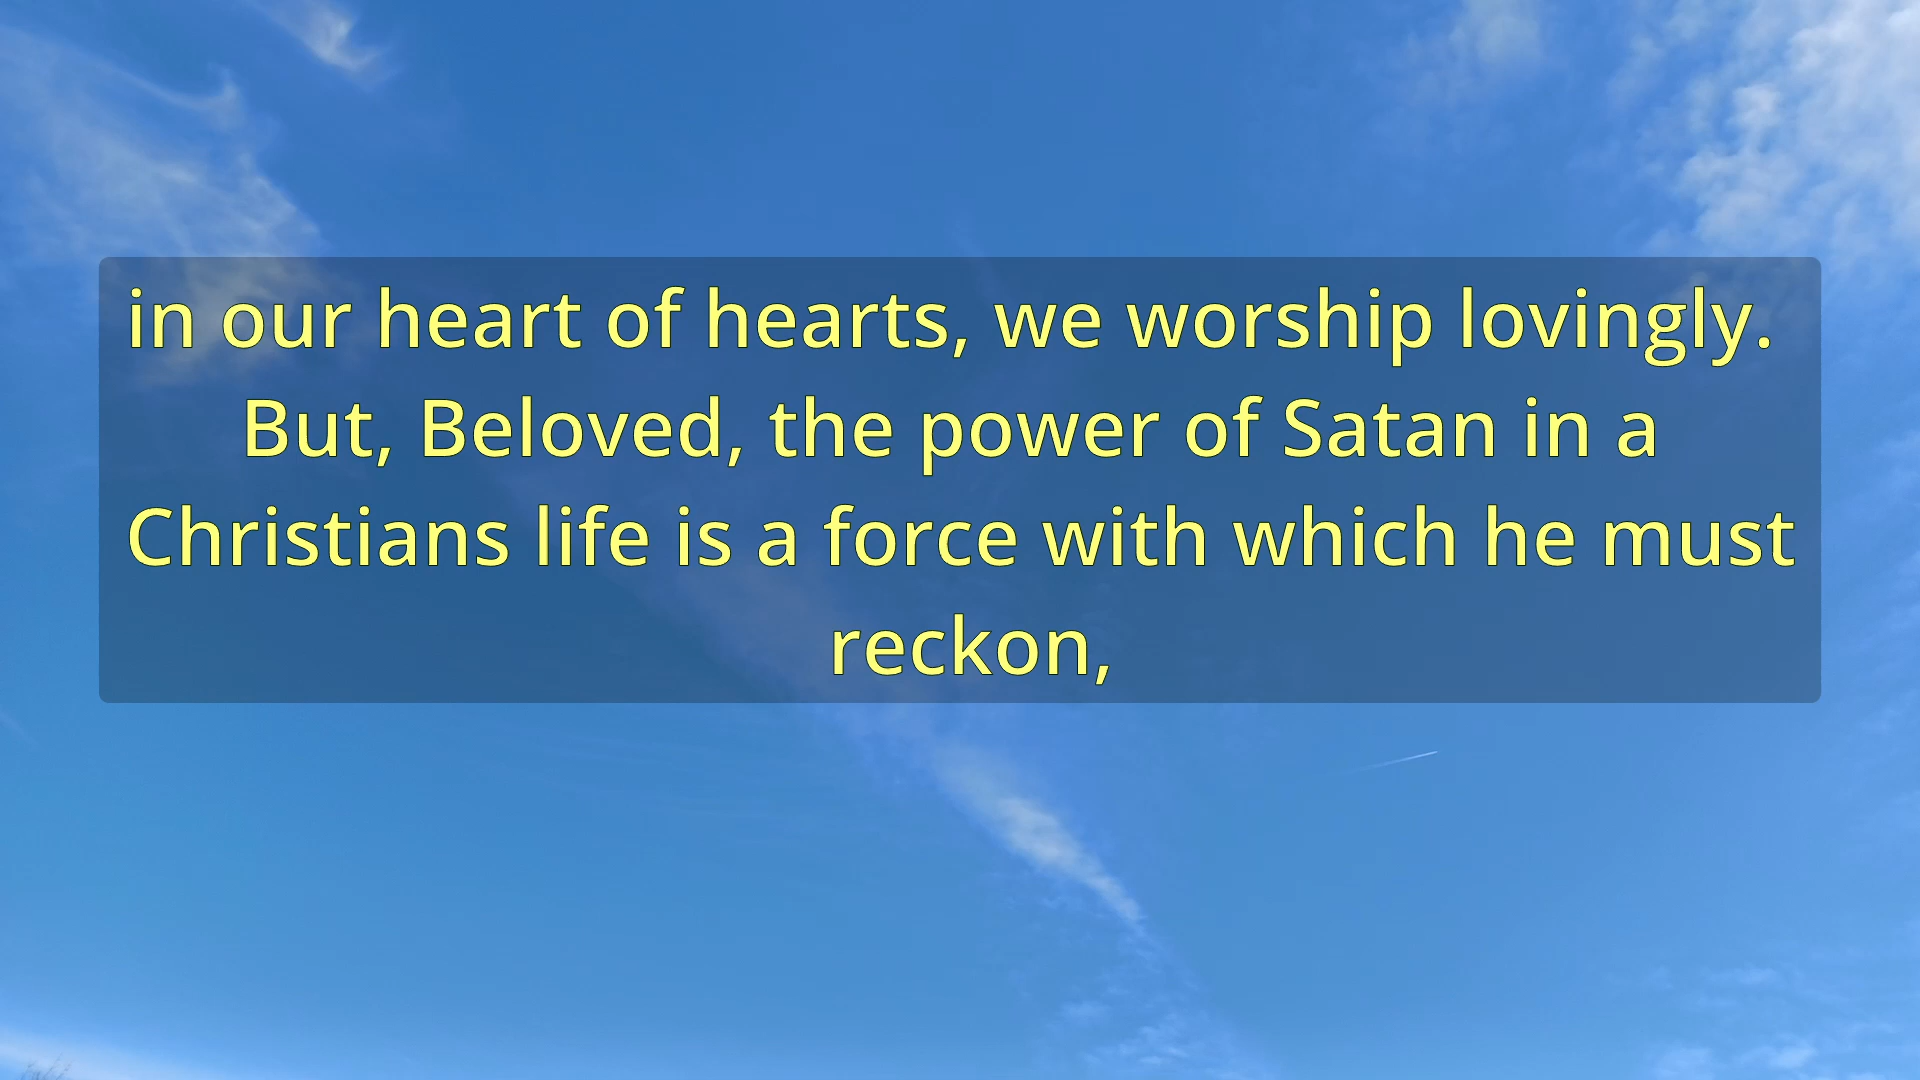 in our heart of hearts, we worship lovingly.
But, Beloved, the power of Satan in a
Christians life is a force with which he must
reckon,